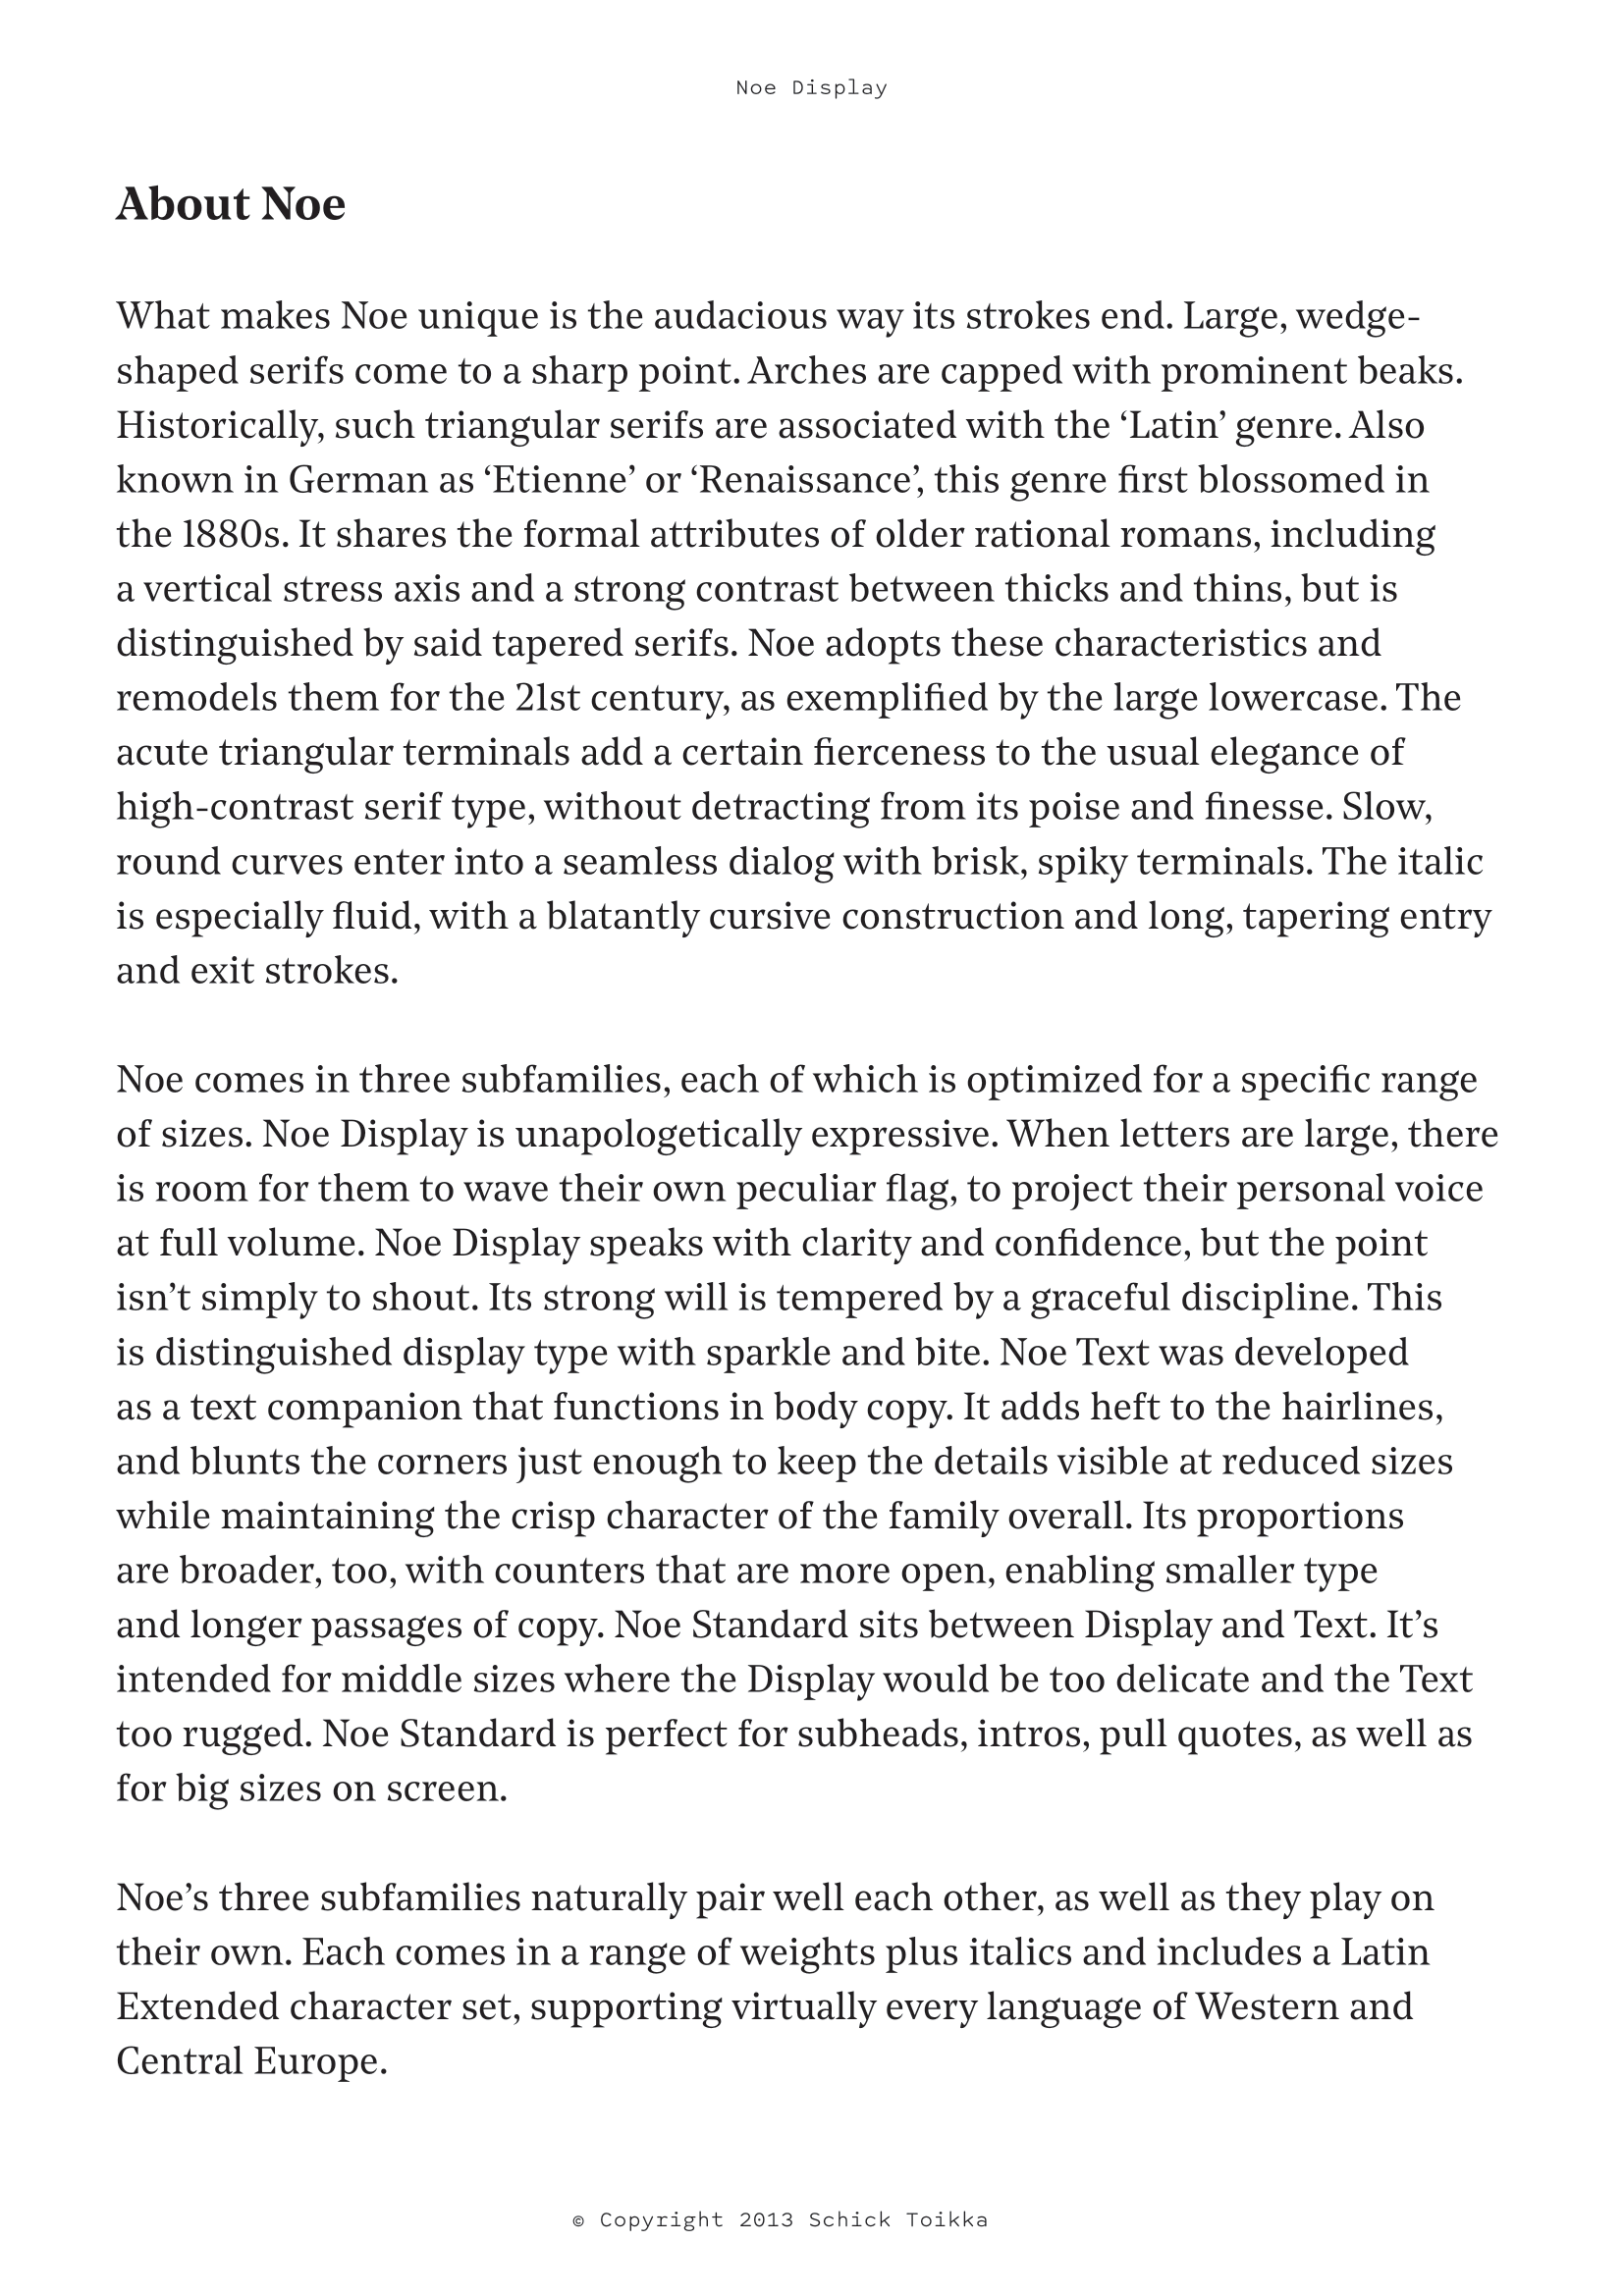 Noe Display
About Noe
What makes Noe unique is the audacious way its strokes end. Large, wedge-
shaped serifs come to a sharp point. Arches are capped with prominent beaks.
Historically, such triangular serifs are associated with the ‘Latin’ genre. Also
known in German as ‘Etienne’ or ‘Renaissance’, this genre first blossomed in
the 1880s. It shares the formal attributes of older rational romans, including
a vertical stress axis and a strong contrast between thicks and thins, but is
distinguished by said tapered serifs. Noe adopts these characteristics and
remodels them for the 21st century, as exemplified by the large lowercase. The
acute triangular terminals add a certain fierceness to the usual elegance of
high-contrast serif type, without detracting from its poise and finesse. Slow,
round curves enter into a seamless dialog with brisk, spiky terminals. The italic
is especially fluid, with a blatantly cursive construction and long, tapering entry
and exit strokes.
Noe comes in three subfamilies, each of which is optimized for a specific range
of sizes. Noe Display is unapologetically expressive. When letters are large, there
is room for them to wave their own peculiar flag, to project their personal voice
at full volume. Noe Display speaks with clarity and confidence, but the point
isn’t simply to shout. Its strong will is tempered by a graceful discipline. This
is distinguished display type with sparkle and bite. Noe Text was developed
as a text companion that functions in body copy. It adds heft to the hairlines,
and blunts the corners just enough to keep the details visible at reduced sizes
while maintaining the crisp character of the family overall. Its proportions
are broader, too, with counters that are more open, enabling smaller type
and longer passages of copy. Noe Standard sits between Display and Text. It’s
intended for middle sizes where the Display would be too delicate and the Text
too rugged. Noe Standard is perfect for subheads, intros, pull quotes, as well as
for big sizes on screen.
Noe’s three subfamilies naturally pair well each other, as well as they play on
their own. Each comes in a range of weights plus italics and includes a Latin
Extended character set, supporting virtually every language of Western and
Central Europe.
© Copyright 2013 Schick Toikka